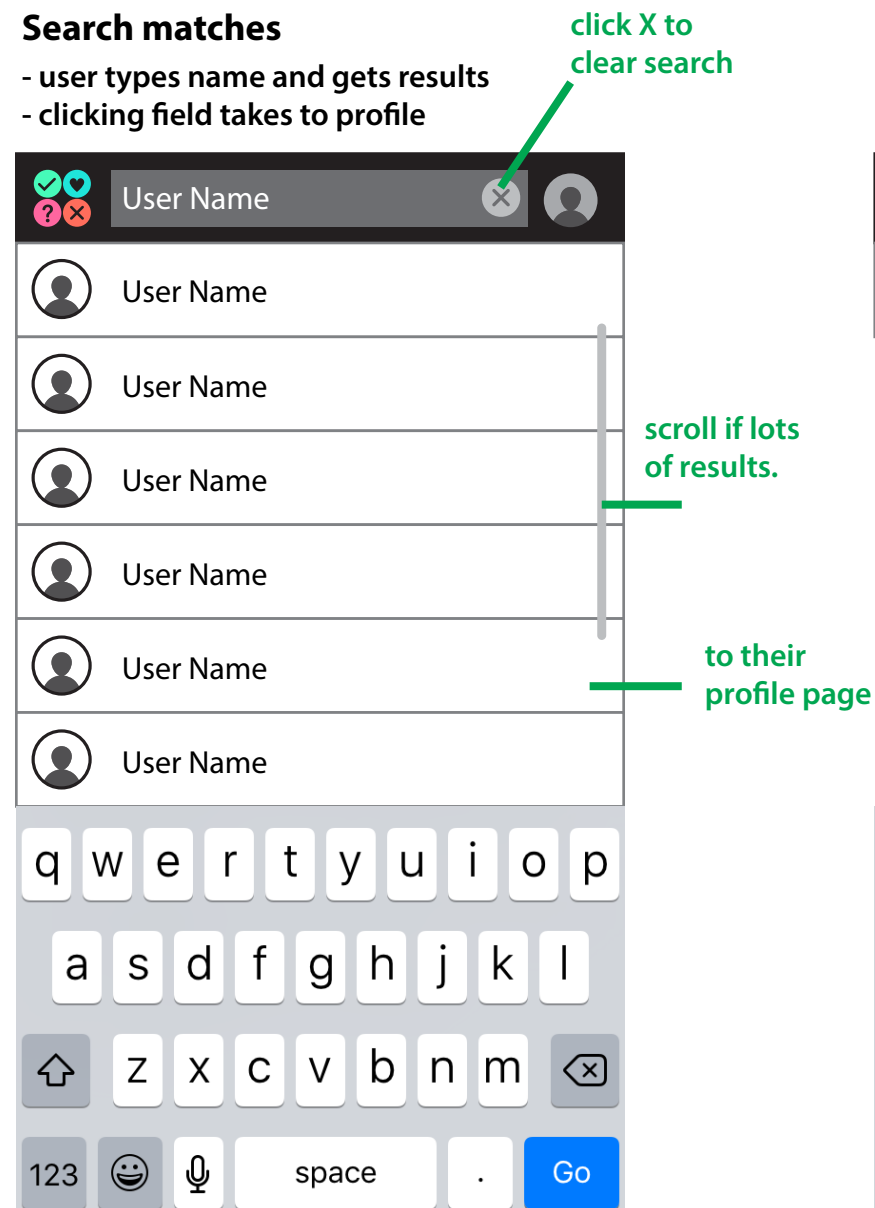 Search matches
- user types name and gets results
- clicking field takes to profile
click X to
clear search
User Name
User Name
User Name
User Name
User Name
User Name
User Name
scroll if lots
of results.
to their
profile page
q w e r t y u i o p
a s d f g h j k l
z x c v b n m
123 space . Go